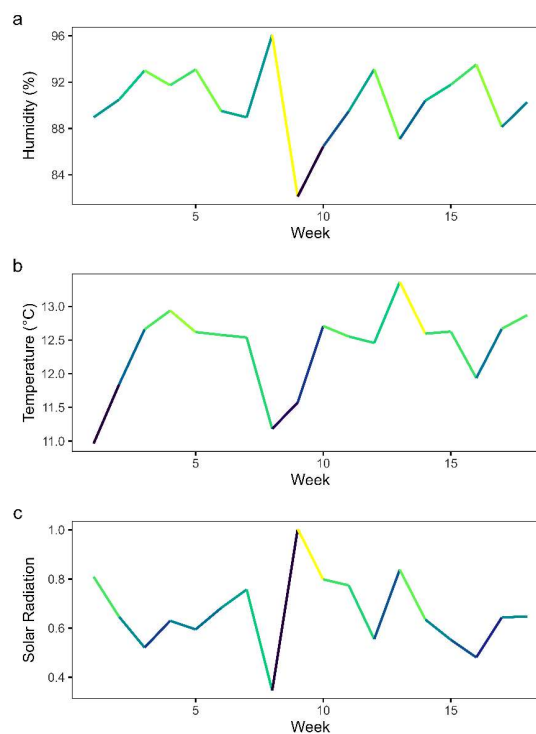 a
96
92
88
84
Humidity (%)
5 10 15
Week
b
13.0
12.5
12.0
11.5
11.0
Temperature (°C)
5 10 15
Week
c
1.0
0.8
0.6
0.4
Solar Radiation
5 10 15
Week